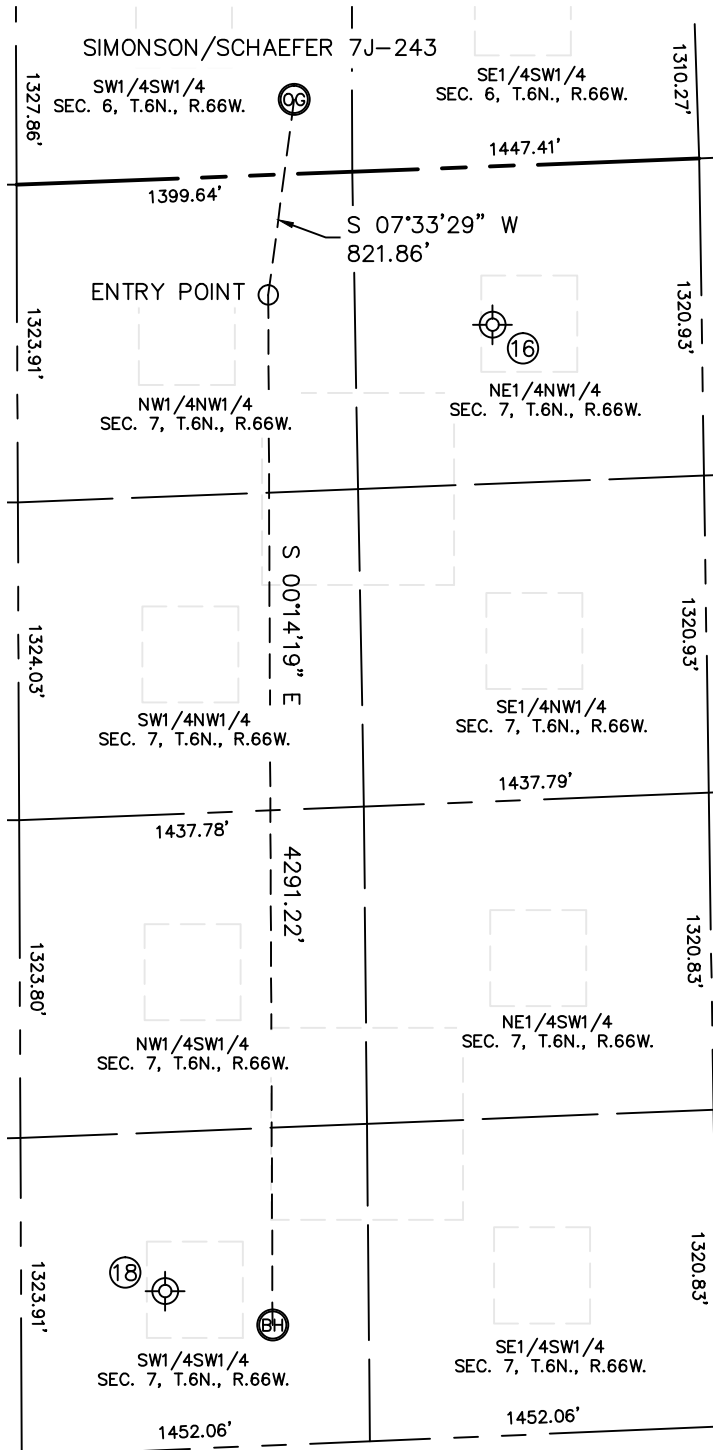 SIMONSON/SCHAEFER 7J-243
SW1/4SW1/4
SEC. 6, T.6N., R.66W.
OG
SE1/4SW1/4
SEC. 6, T.6N., R.66W.
1327.86'
1310.27'
1447.41'
1399.64'
S 07°33'29" W
821.86'
ENTRY POINT
1323.91'
16
1320.93'
NW1/4NW1/4
SEC. 7, T.6N., R.66W.
NE1/4NW1/4
SEC. 7, T.6N., R.66W.
S 00°14'19" E
1324.03'
1320.93'
SW1/4NW1/4
SEC. 7, T.6N., R.66W.
SE1/4NW1/4
SEC. 7, T.6N., R.66W.
1437.79'
1437.78'
4291.22'
1323.80'
1320.83'
NW1/4SW1/4
SEC. 7, T.6N., R.66W.
NE1/4SW1/4
SEC. 7, T.6N., R.66W.
18
1323.91'
1320.83'
BH
SW1/4SW1/4
SEC. 7, T.6N., R.66W.
SE1/4SW1/4
SEC. 7, T.6N., R.66W.
1452.06'
1452.06'